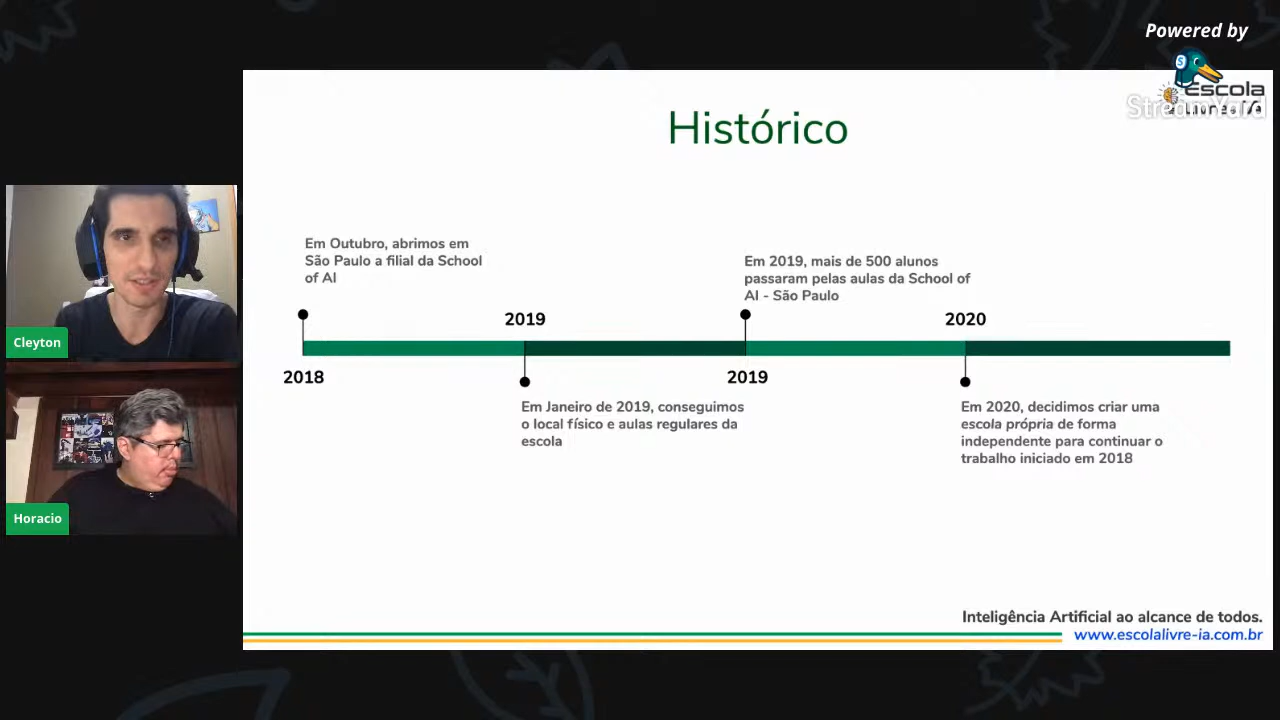 Powered by
Escola
Livre IA
StreamYard
Histórico
Em Outubro, abrimos em
São Paulo a filial da School
of AI
Em 2019, mais de 500 alunos
passaram pelas aulas da School of
AI - São Paulo
2019
2020
2018
2019
Em Janeiro de 2019, conseguimos
o local físico e aulas regulares da
escola
Em 2020, decidimos criar uma
escola própria de forma
independente para continuar o
trabalho iniciado em 2018
Cleyton
Horacio
Inteligência Artificial ao alcance de todos.
www.escolalivre-ia.com.br